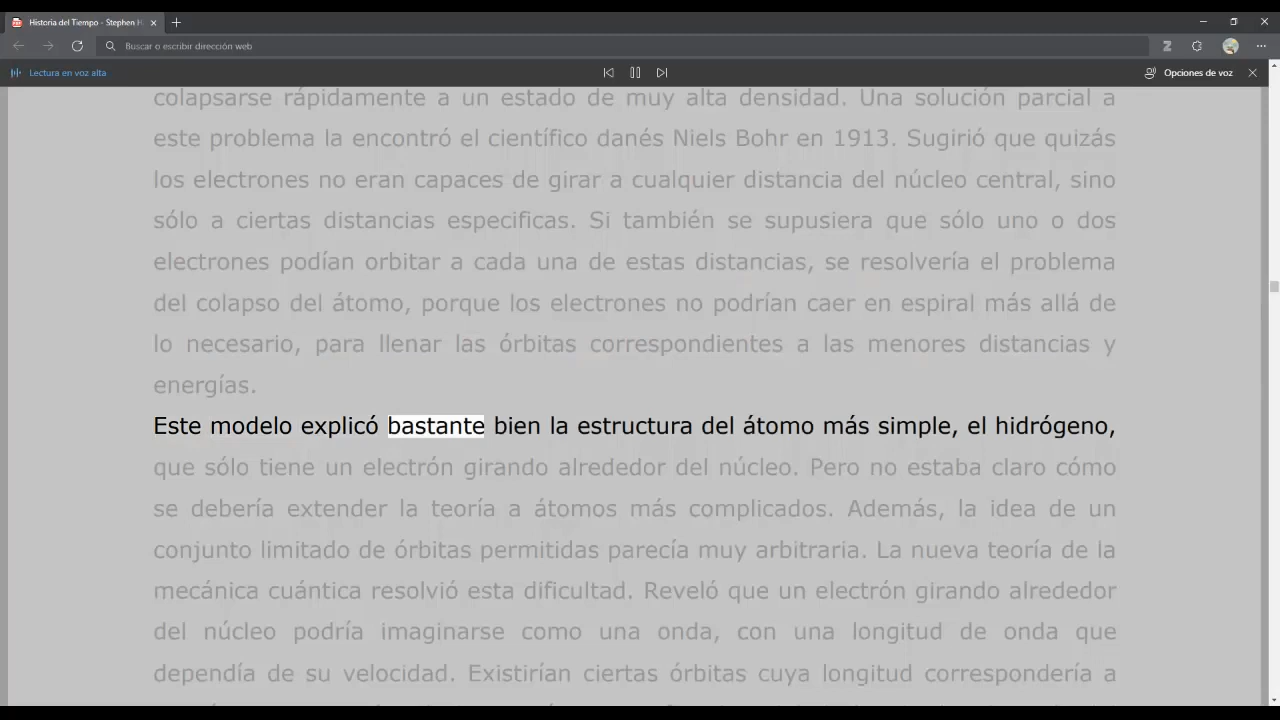 Historia del Tiempo - Stephen H
Buscar o escribir dirección web
Lectura en voz alta
Opciones de voz
colapsarse rápidamente a un estado de muy alta densidad. Una solución parcial a
este problema la encontró el científico danés Niels Bohr en 1913. Sugirió que quizás
los electrones no eran capaces de girar a cualquier distancia del núcleo central, sino
sólo a ciertas distancias especificas. Si también se supusiera que sólo uno o dos
electrones podían orbitar a cada una de estas distancias, se resolvería el problema
del colapso del átomo, porque los electrones no podrían caer en espiral más allá de
lo necesario, para llenar las órbitas correspondientes a las menores distancias y
energías.
Este modelo explicó bastante bien la estructura del átomo más simple, el hidrógeno,
que sólo tiene un electrón girando alrededor del núcleo. Pero no estaba claro cómo
se debería extender la teoría a átomos más complicados. Además, la idea de un
conjunto limitado de órbitas permitidas parecía muy arbitraria. La nueva teoría de la
mecánica cuántica resolvió esta dificultad. Reveló que un electrón girando alrededor
del núcleo podría imaginarse como una onda, con una longitud de onda que
dependía de su velocidad. Existirían ciertas órbitas cuya longitud correspondería a